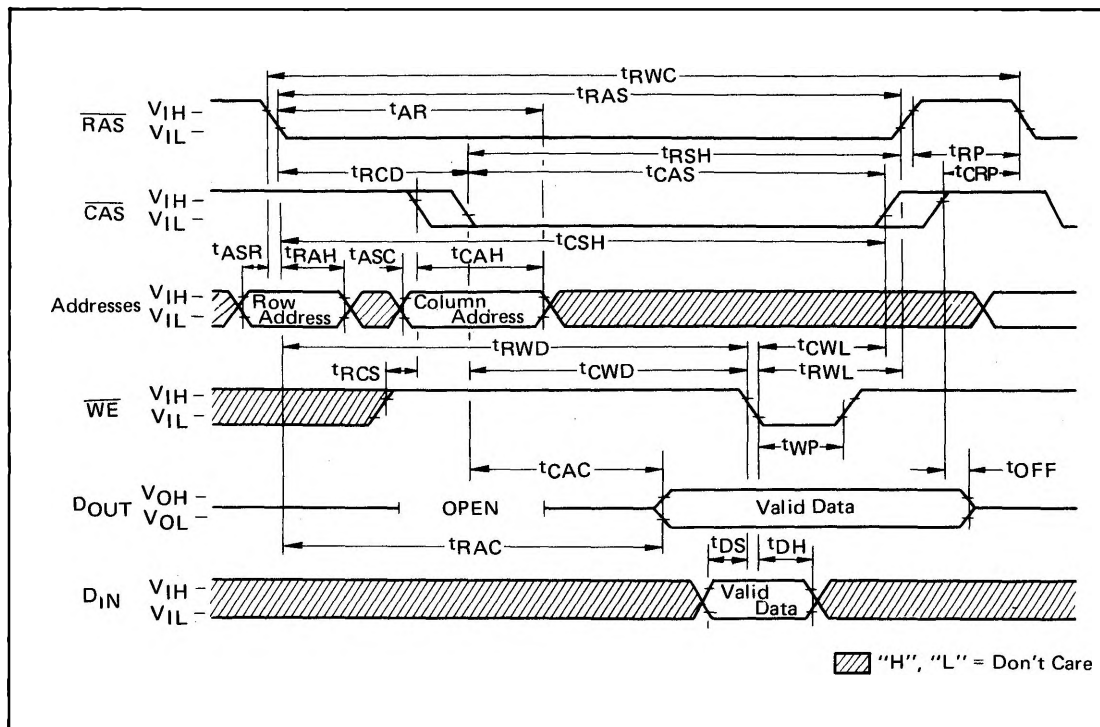 tRWC
tRAS
tAR
RAS
VIH
VIL
tRSH
tRP
tRCD
tCAS
tCRP
CAS
VIH
VIL
tCSH
tASR
tRAH
tASC
tCAH
Addresses
VIH
VIL
Row
Address
Column
Address
tRWD
tCWL
tRCS
tCWD
tRWL
WE
VIH
VIL
tWP
tCAC
tOFF
DOUT
VOH
VOL
OPEN
Valid Data
tRAC
tDS
tDH
DIN
VIH
VIL
Valid
Data
"H", "L" = Don't Care